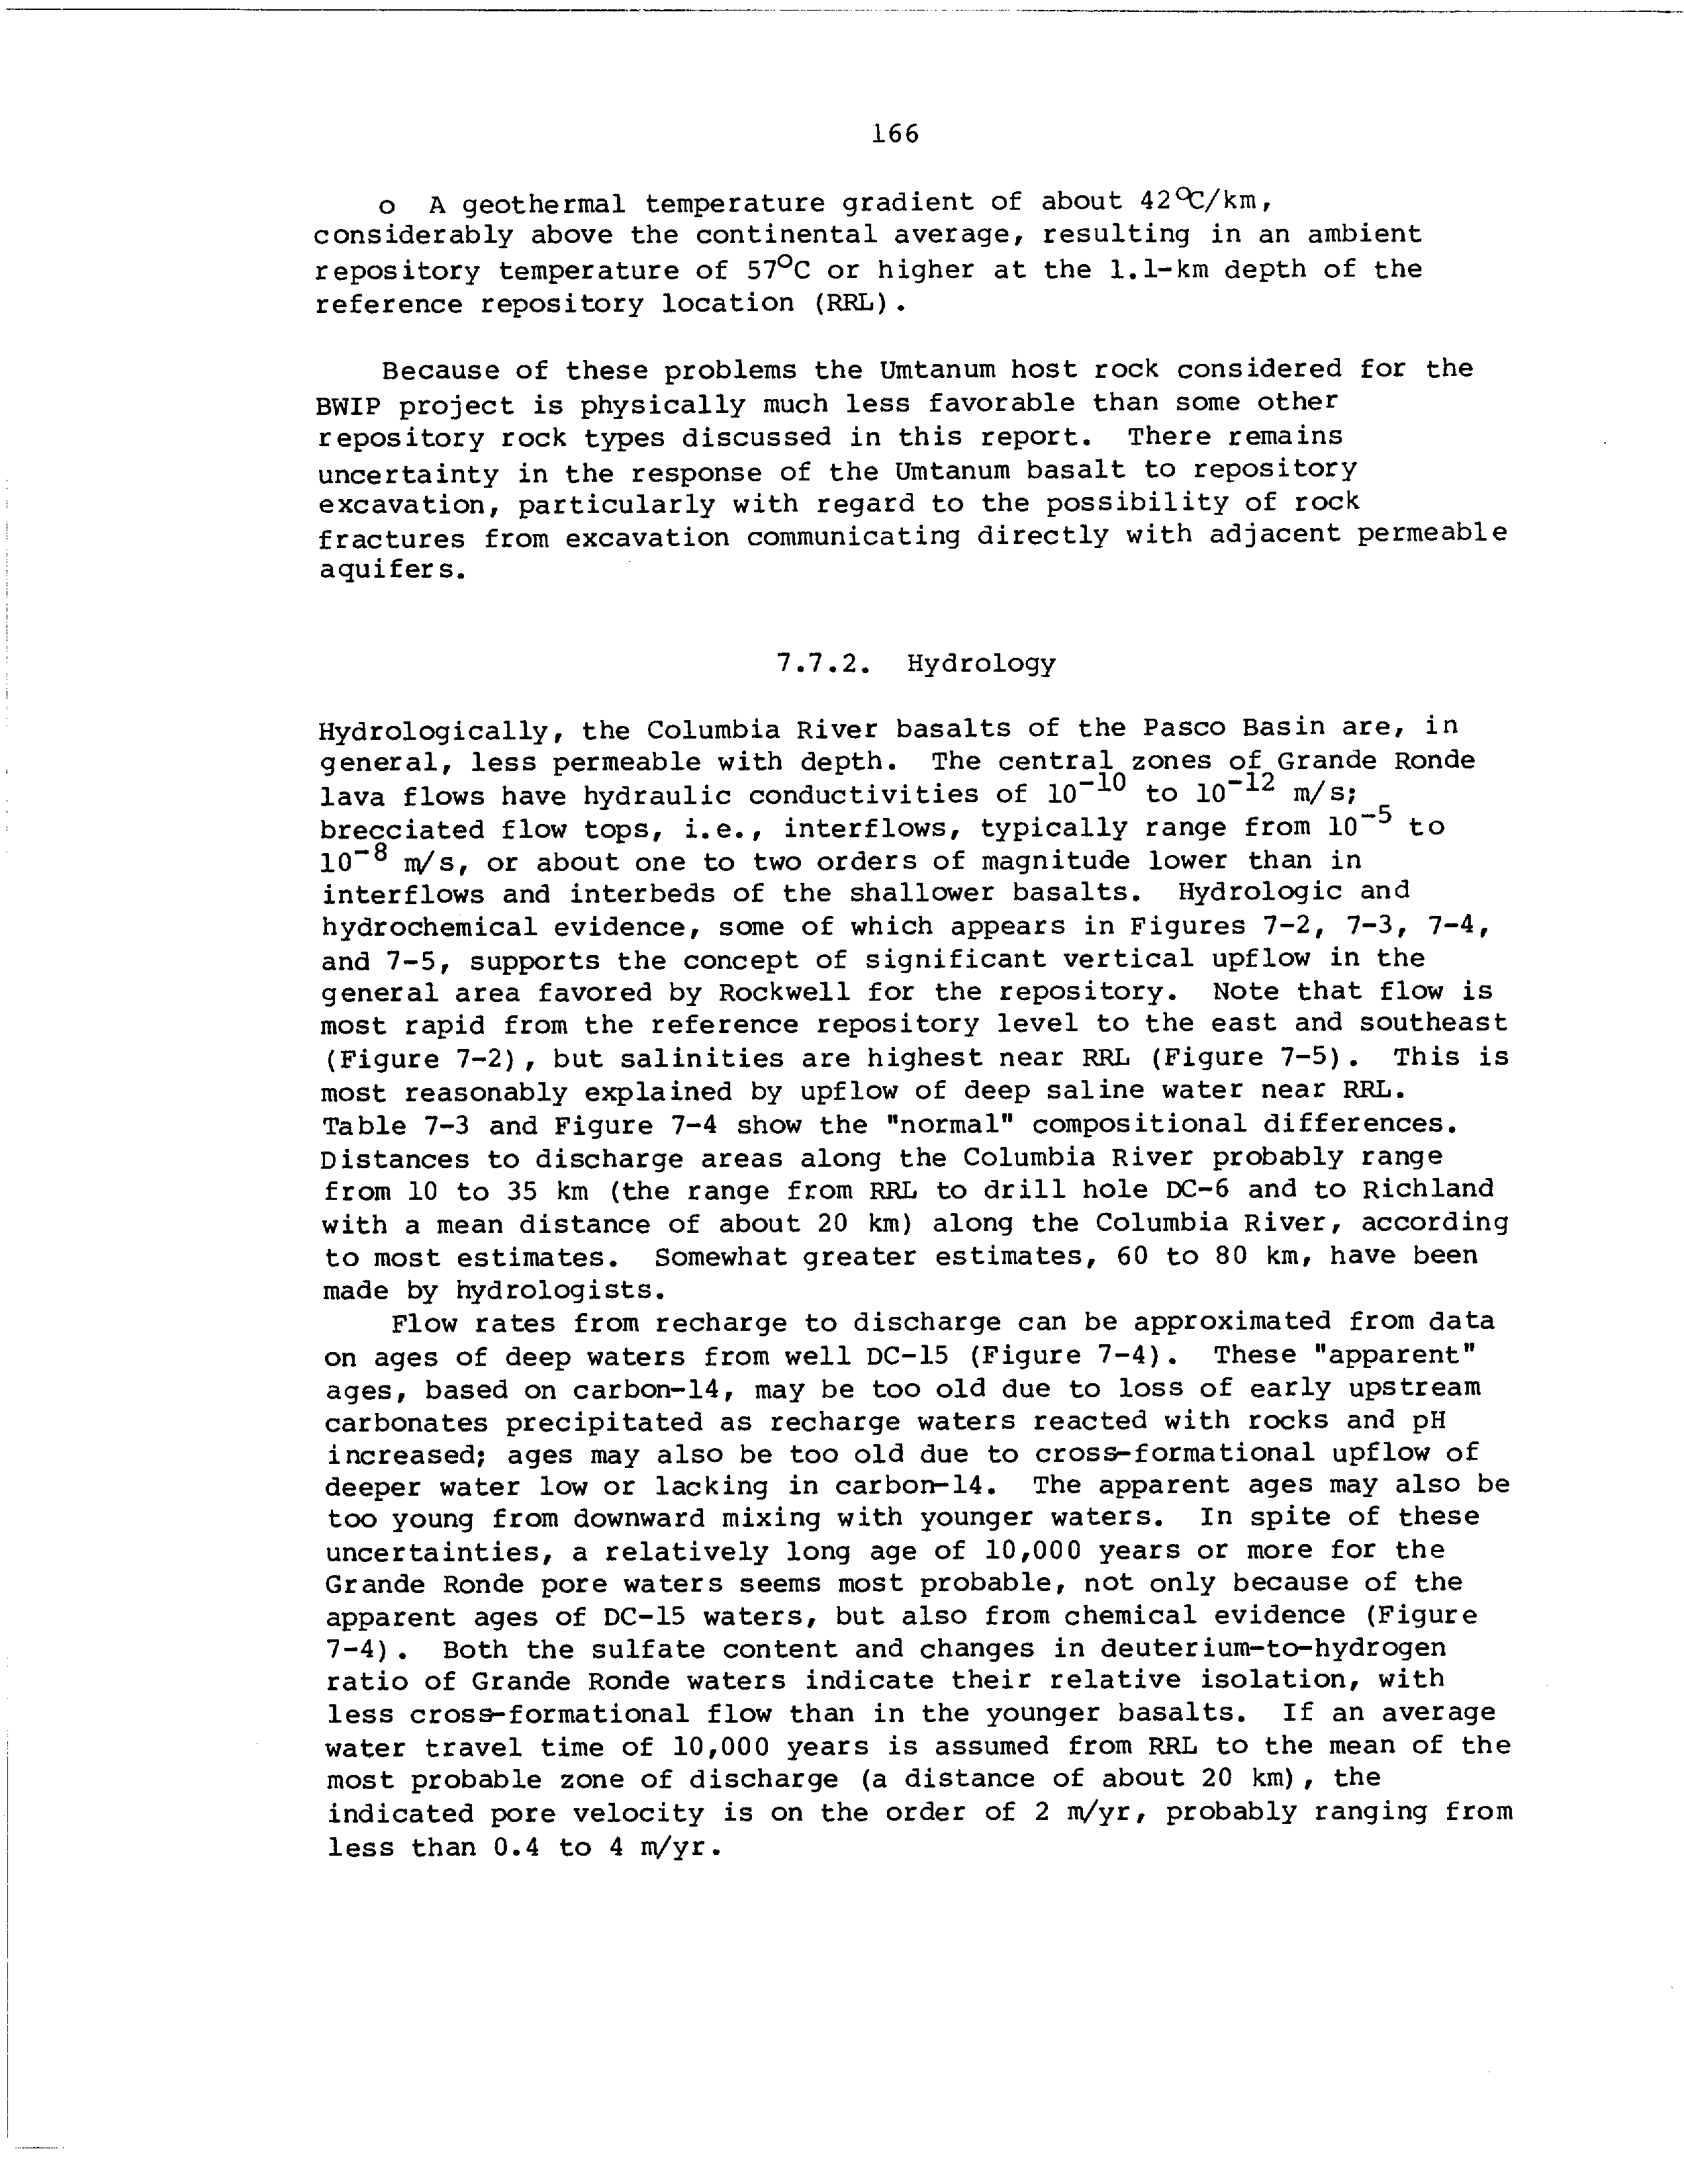 166
o A geothermal temperature gradient of about 42°C/km,
considerably above the continental average, resulting in an ambient
repository temperature of 57°C or higher at the 1.1-km depth of the
reference repository location (RRL).
Because of these problems the Umtanum host rock considered for the
BWIP project is physically much less favorable than some other
repository rock types discussed in this report. There remains
uncertainty in the response of the Umtanum basalt to repository
excavation, particularly with regard to the possibility of rock
fractures from excavation communicating directly with adjacent permeable
aquifers.
7.7.2. Hydrology
Hydrologically, the Columbia River basalts of the Pasco Basin are, in
general, less permeable with depth. The central zones of Grande Ronde
lava flows have hydraulic conductivities of 10⁻¹⁰ to 10⁻¹² m/s;
brecciated flow tops, i.e., interflows, typically range from 10⁻⁵ to
10⁻⁸ m/s, or about one to two orders of magnitude lower than in
interflows and interbeds of the shallower basalts. Hydrologic and
hydrochemical evidence, some of which appears in Figures 7-2, 7-3, 7-4,
and 7-5, supports the concept of significant vertical upflow in the
general area favored by Rockwell for the repository. Note that flow is
most rapid from the reference repository level to the east and southeast
(Figure 7-2), but salinities are highest near RRL (Figure 7-5). This is
most reasonably explained by upflow of deep saline water near RRL.
Table 7-3 and Figure 7-4 show the "normal" compositional differences.
Distances to discharge areas along the Columbia River probably range
from 10 to 35 km (the range from RRL to drill hole DC-6 and to Richland
with a mean distance of about 20 km) along the Columbia River, according
to most estimates. Somewhat greater estimates, 60 to 80 km, have been
made by hydrologists.
Flow rates from recharge to discharge can be approximated from data
on ages of deep waters from well DC-15 (Figure 7-4). These "apparent"
ages, based on carbon-14, may be too old due to loss of early upstream
carbonates precipitated as recharge waters reacted with rocks and pH
increased; ages may also be too old due to cross-formational upflow of
deeper water low or lacking in carbon-14. The apparent ages may also be
too young from downward mixing with younger waters. In spite of these
uncertainties, a relatively long age of 10,000 years or more for the
Grande Ronde pore waters seems most probable, not only because of the
apparent ages of DC-15 waters, but also from chemical evidence (Figure
7-4). Both the sulfate content and changes in deuterium-to-hydrogen
ratio of Grande Ronde waters indicate their relative isolation, with
less cross-formational flow than in the younger basalts. If an average
water travel time of 10,000 years is assumed from RRL to the mean of the
most probable zone of discharge (a distance of about 20 km), the
indicated pore velocity is on the order of 2 m/yr, probably ranging from
less than 0.4 to 4 m/yr.